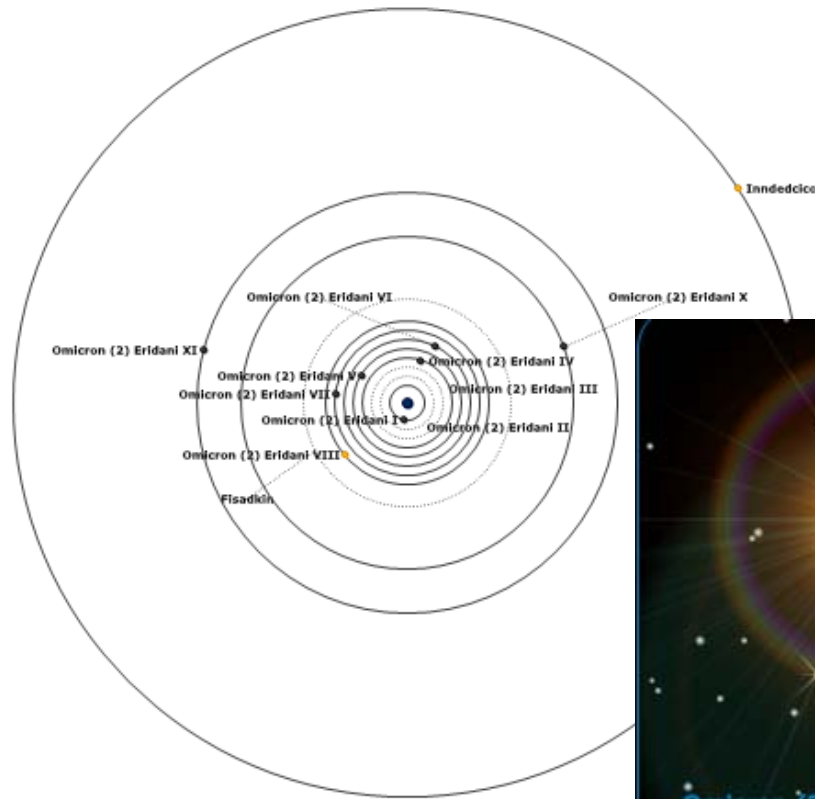 Inndedcico
Omicron (2) Eridani VI
Omicron (2) Eridani X
Omicron (2) Eridani XI
Omicron (2) Eridani IV
Omicron (2) Eridani V
Omicron (2) Eridani III
Omicron (2) Eridani VII
Omicron (2) Eridani I
Omicron (2) Eridani II
Omicron (2) Eridani VIII
Fisadkin